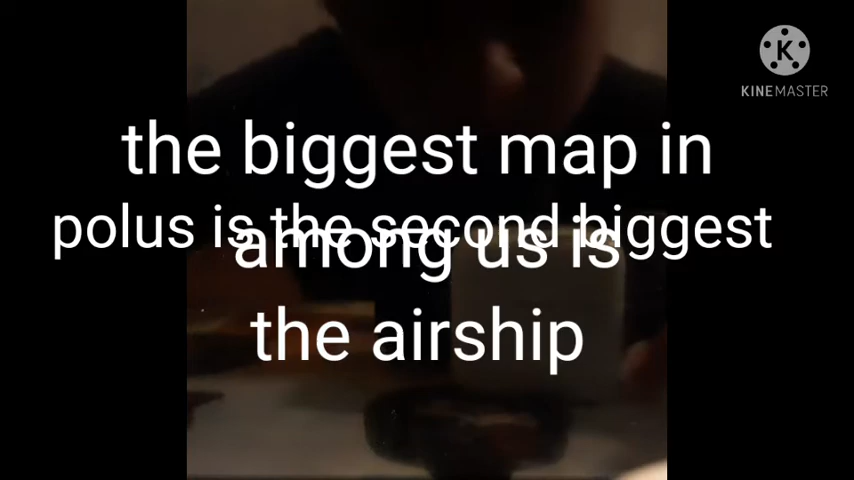 KINEMASTER
the biggest map in
polus is the second biggest
among us is
the airship